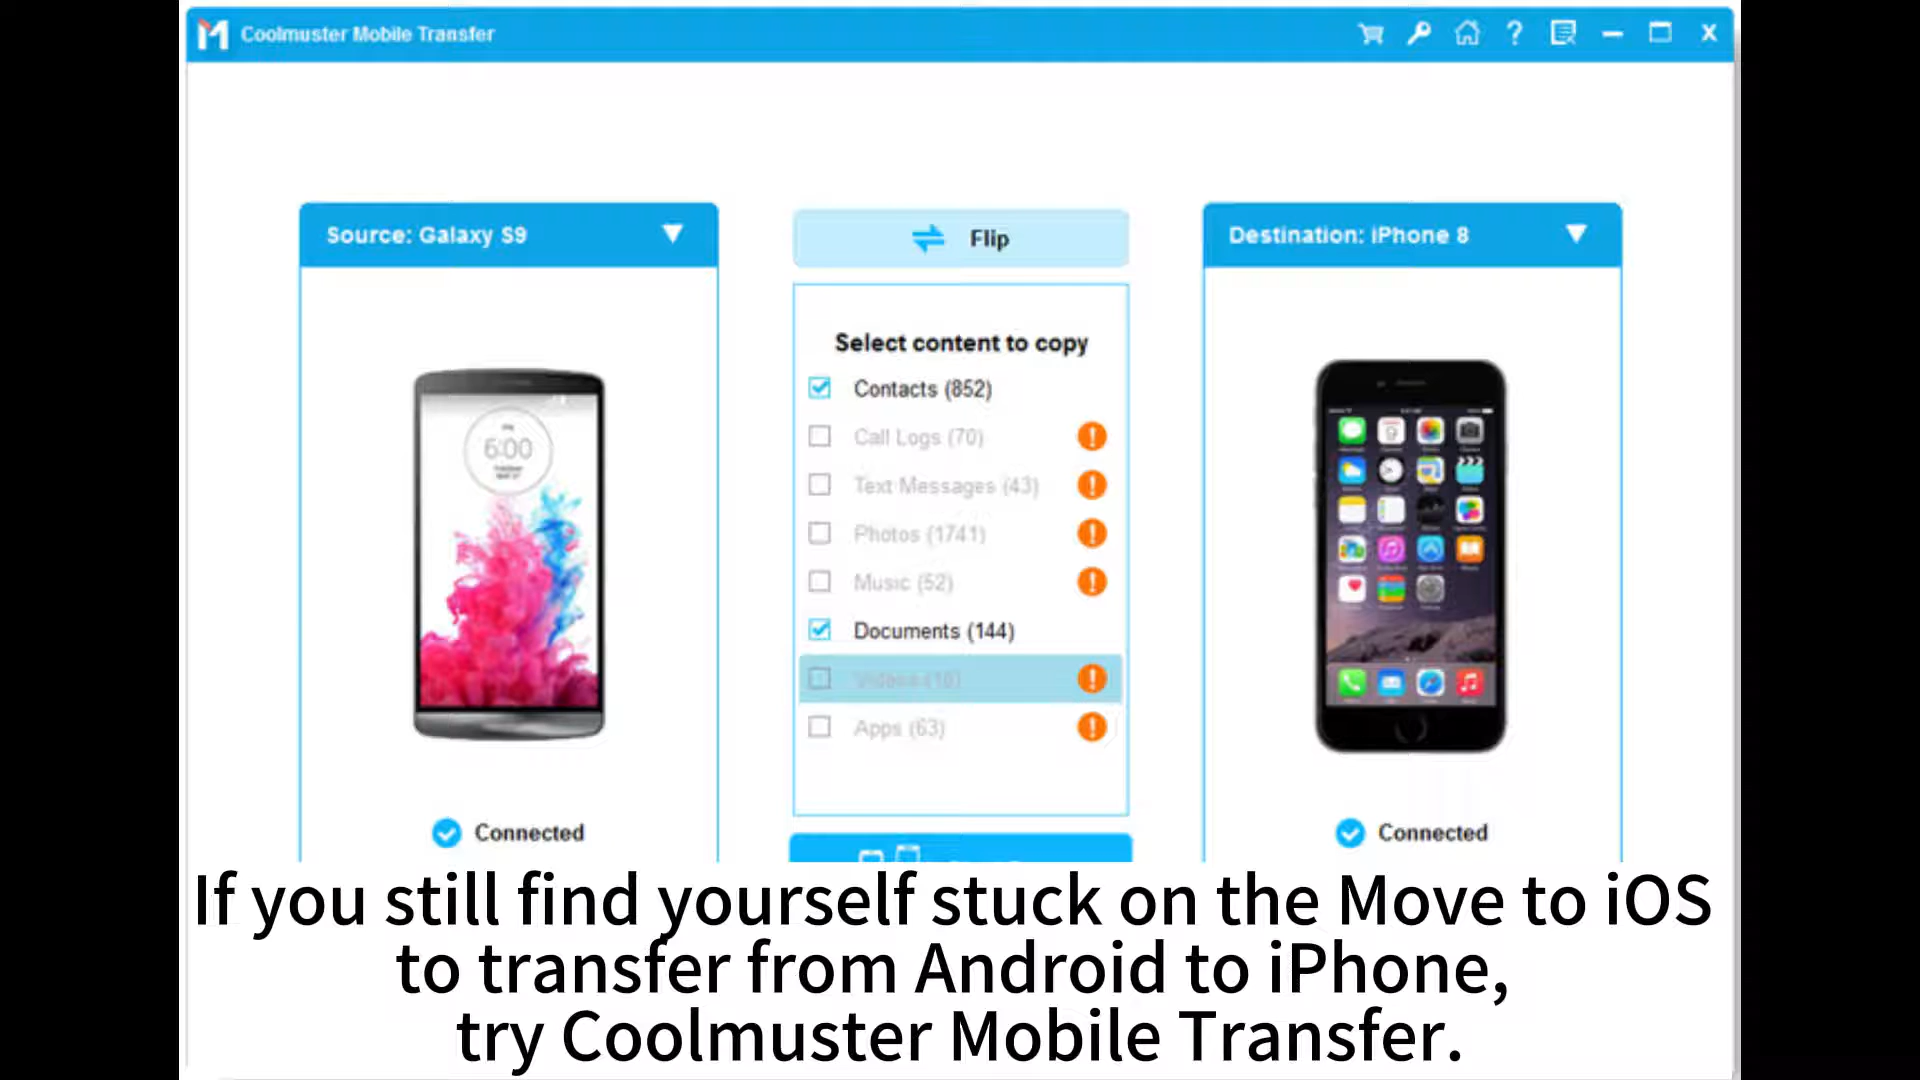 Coolmuster Mobile Transfer
Source: Galaxy S9
Flip
Destination: iPhone 8
Select content to copy
Contacts (852)
Call Logs (70)
Text Messages (43)
Photos (1741)
Music (52)
Documents (144)
Videos (18)
Apps (63)
6:00
Connected
Connected
If you still find yourself stuck on the Move to iOS
to transfer from Android to iPhone,
try Coolmuster Mobile Transfer.